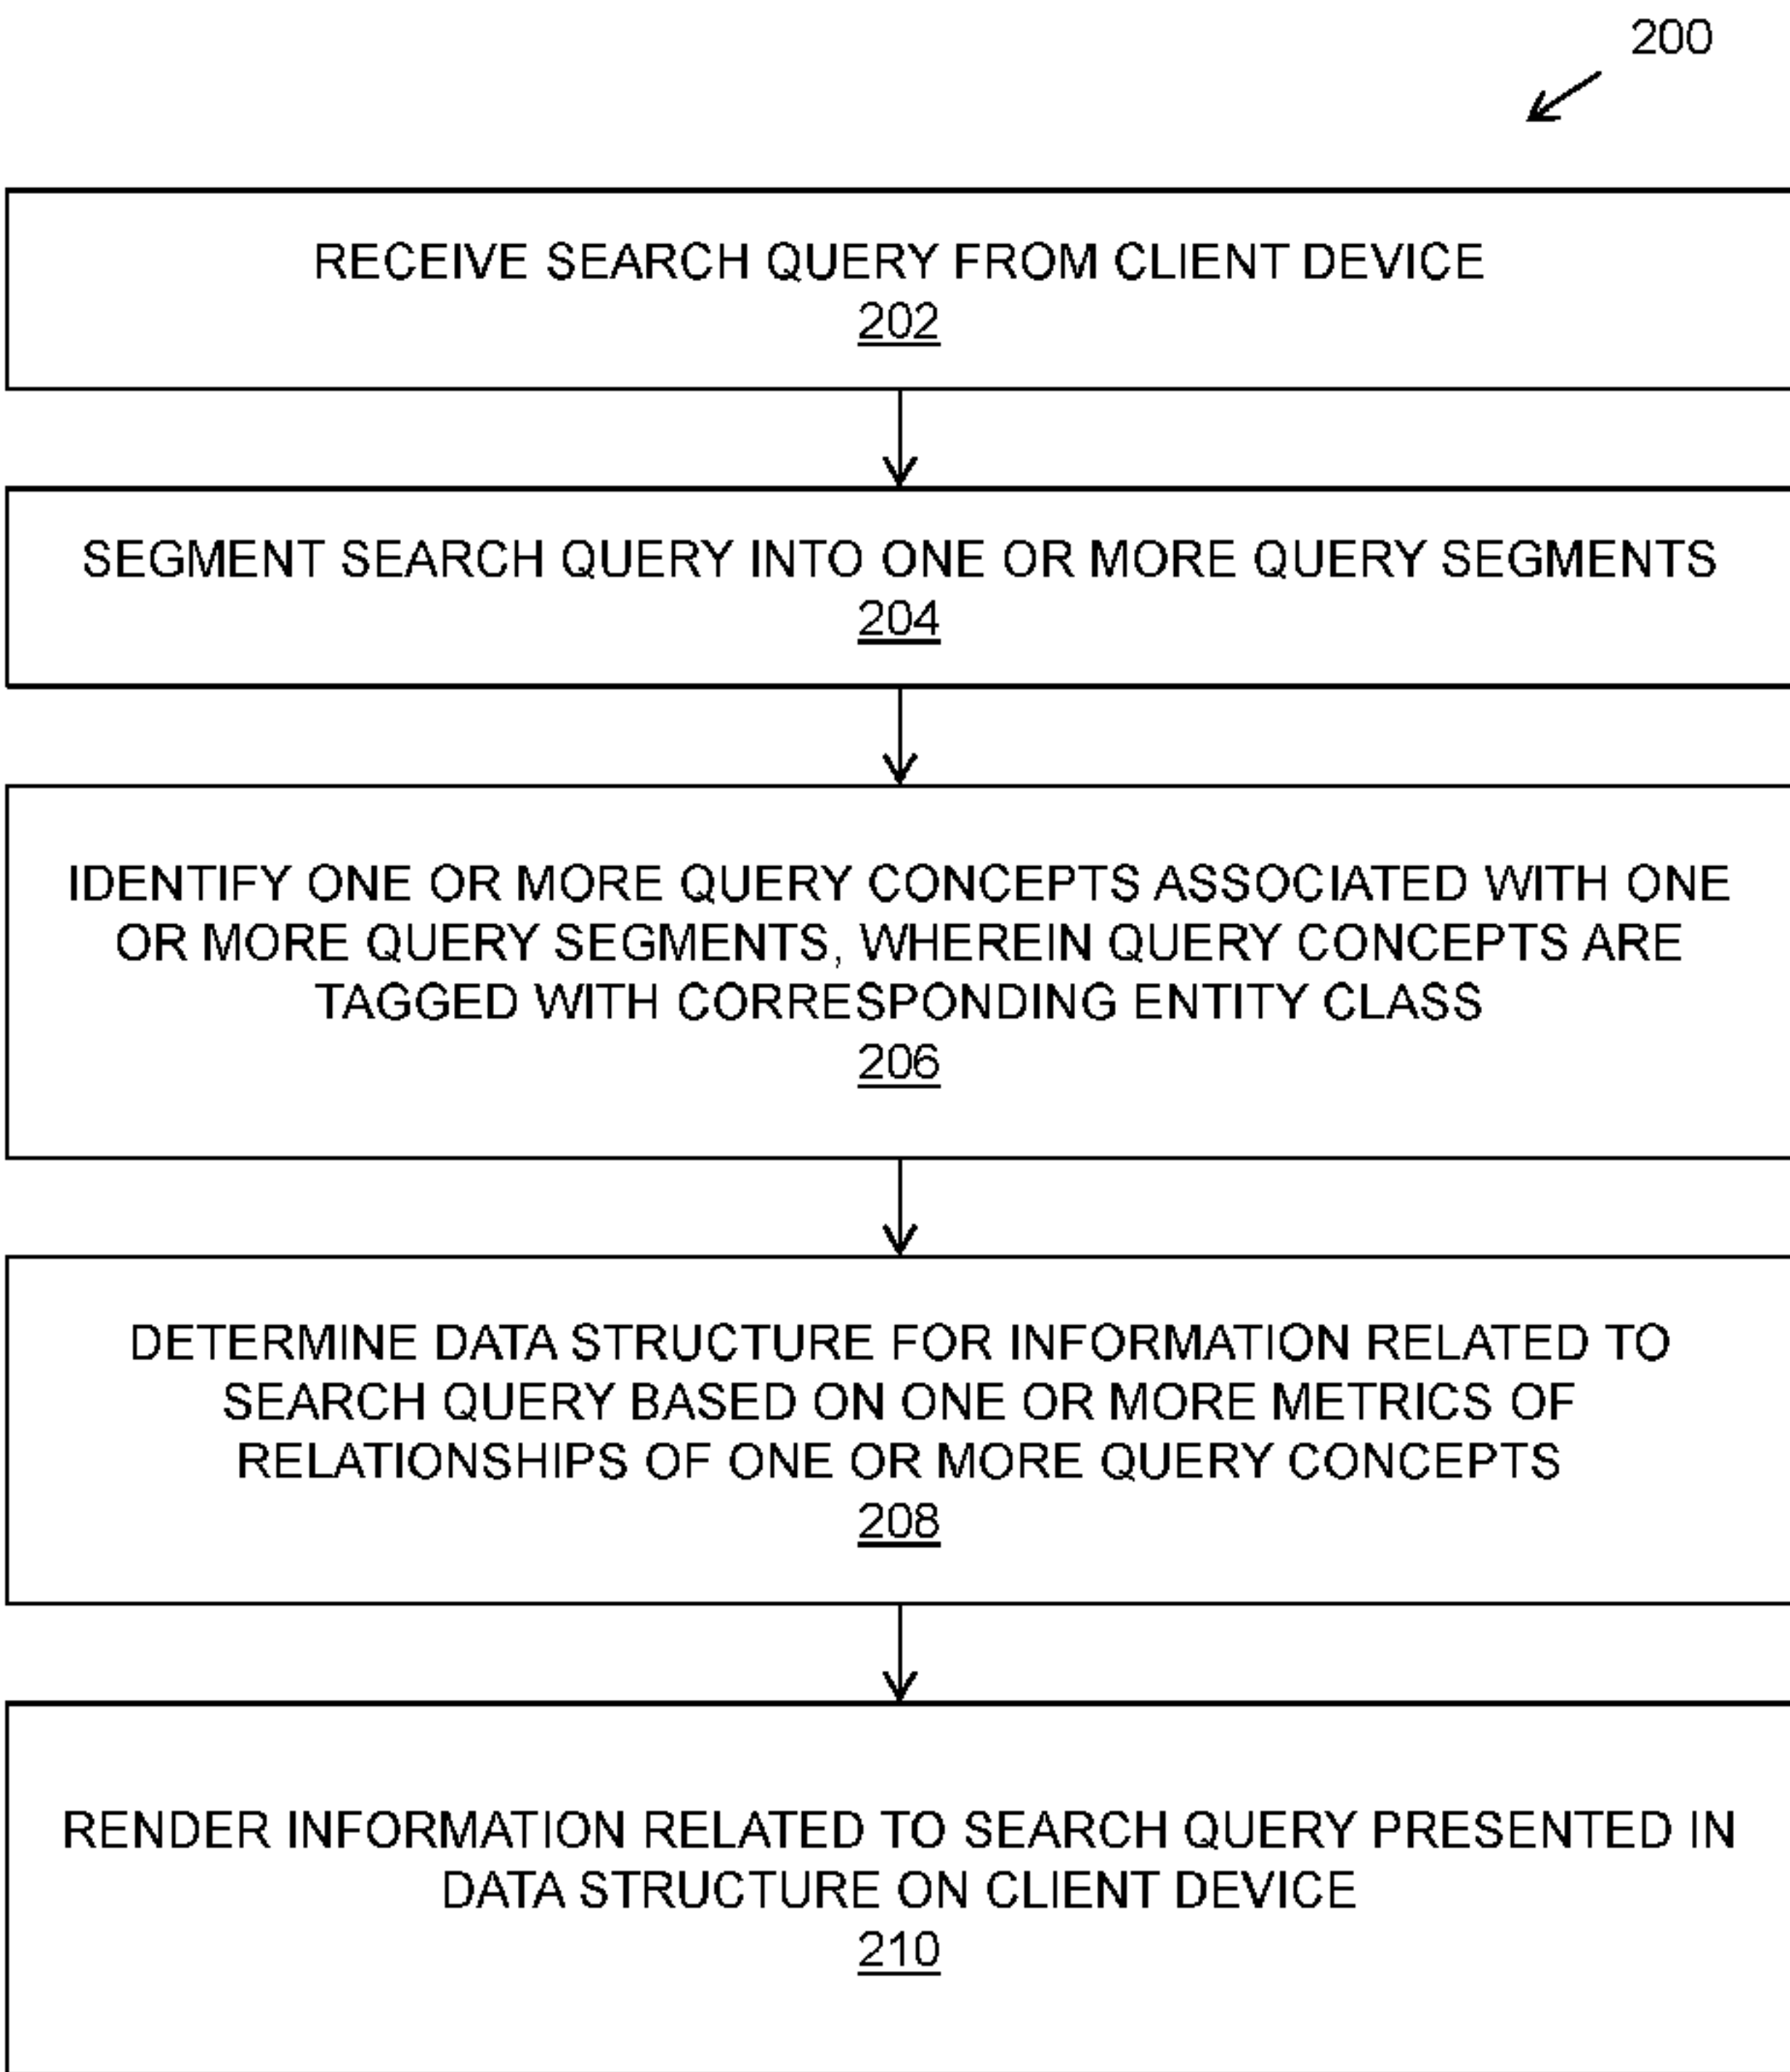 200
RECEIVE SEARCH QUERY FROM CLIENT DEVICE
202
SEGMENT SEARCH QUERY INTO ONE OR MORE QUERY SEGMENTS
204
IDENTIFY ONE OR MORE QUERY CONCEPTS ASSOCIATED WITH ONE
OR MORE QUERY SEGMENTS, WHEREIN QUERY CONCEPTS ARE
TAGGED WITH CORRESPONDING ENTITY CLASS
206
DETERMINE DATA STRUCTURE FOR INFORMATION RELATED TO
SEARCH QUERY BASED ON ONE OR MORE METRICS OF
RELATIONSHIPS OF ONE OR MORE QUERY CONCEPTS
208
RENDER INFORMATION RELATED TO SEARCH QUERY PRESENTED IN
DATA STRUCTURE ON CLIENT DEVICE
210